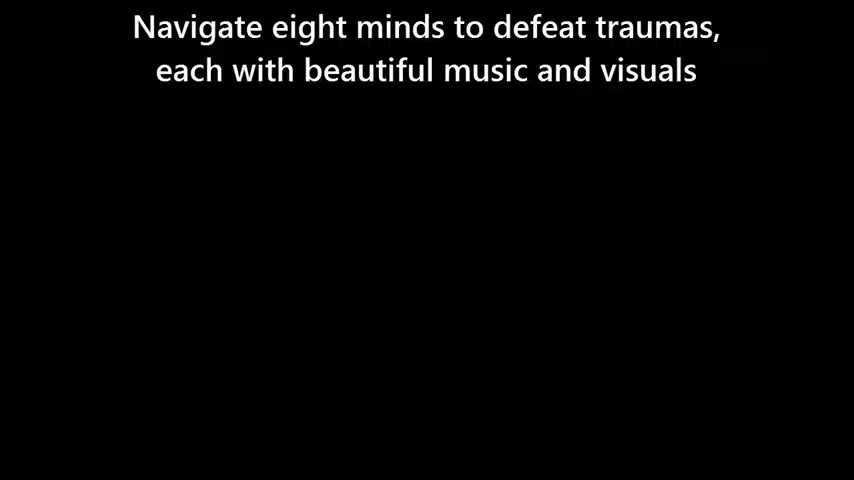 Navigate eight minds to defeat traumas,
each with beautiful music and visuals